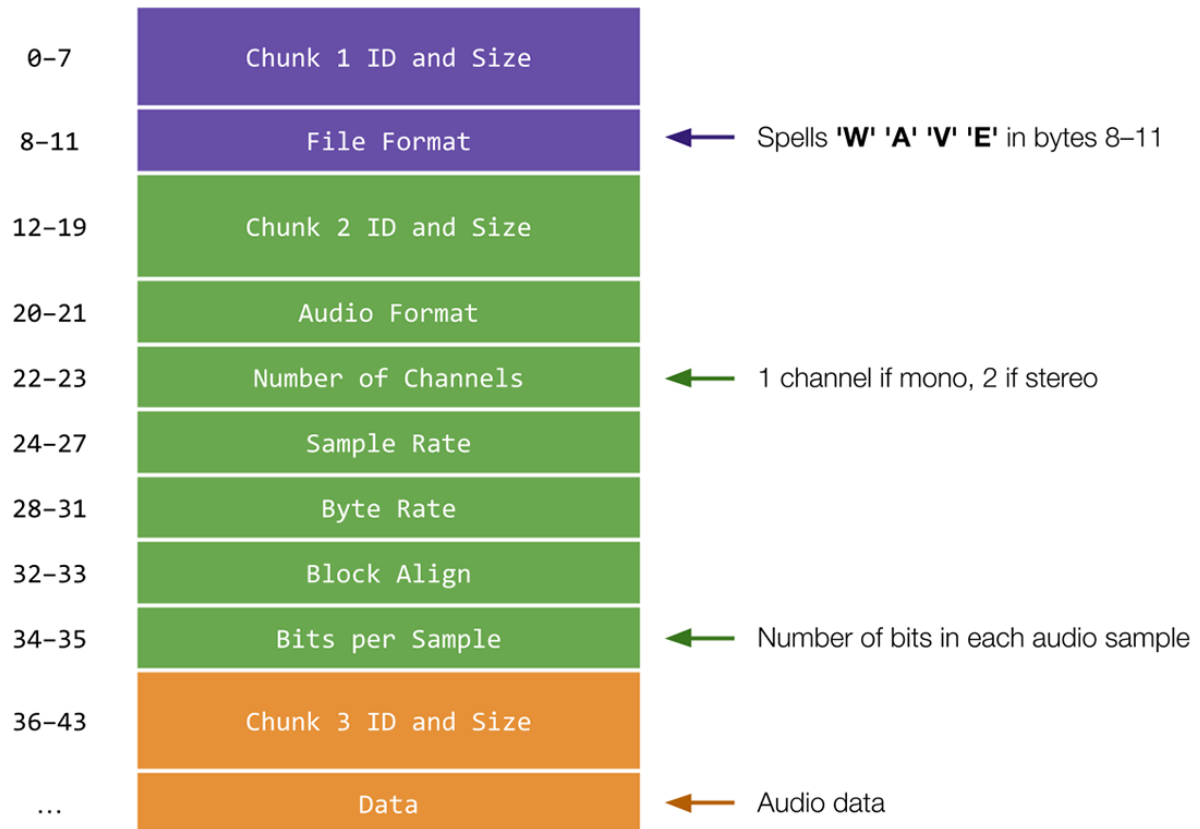 0–7 Chunk 1 ID and Size
8–11 File Format Spells 'W' 'A' 'V' 'E' in bytes 8–11
12–19 Chunk 2 ID and Size
20–21 Audio Format
22–23 Number of Channels 1 channel if mono, 2 if stereo
24–27 Sample Rate
28–31 Byte Rate
32–33 Block Align
34–35 Bits per Sample Number of bits in each audio sample
36–43 Chunk 3 ID and Size
... Data Audio data